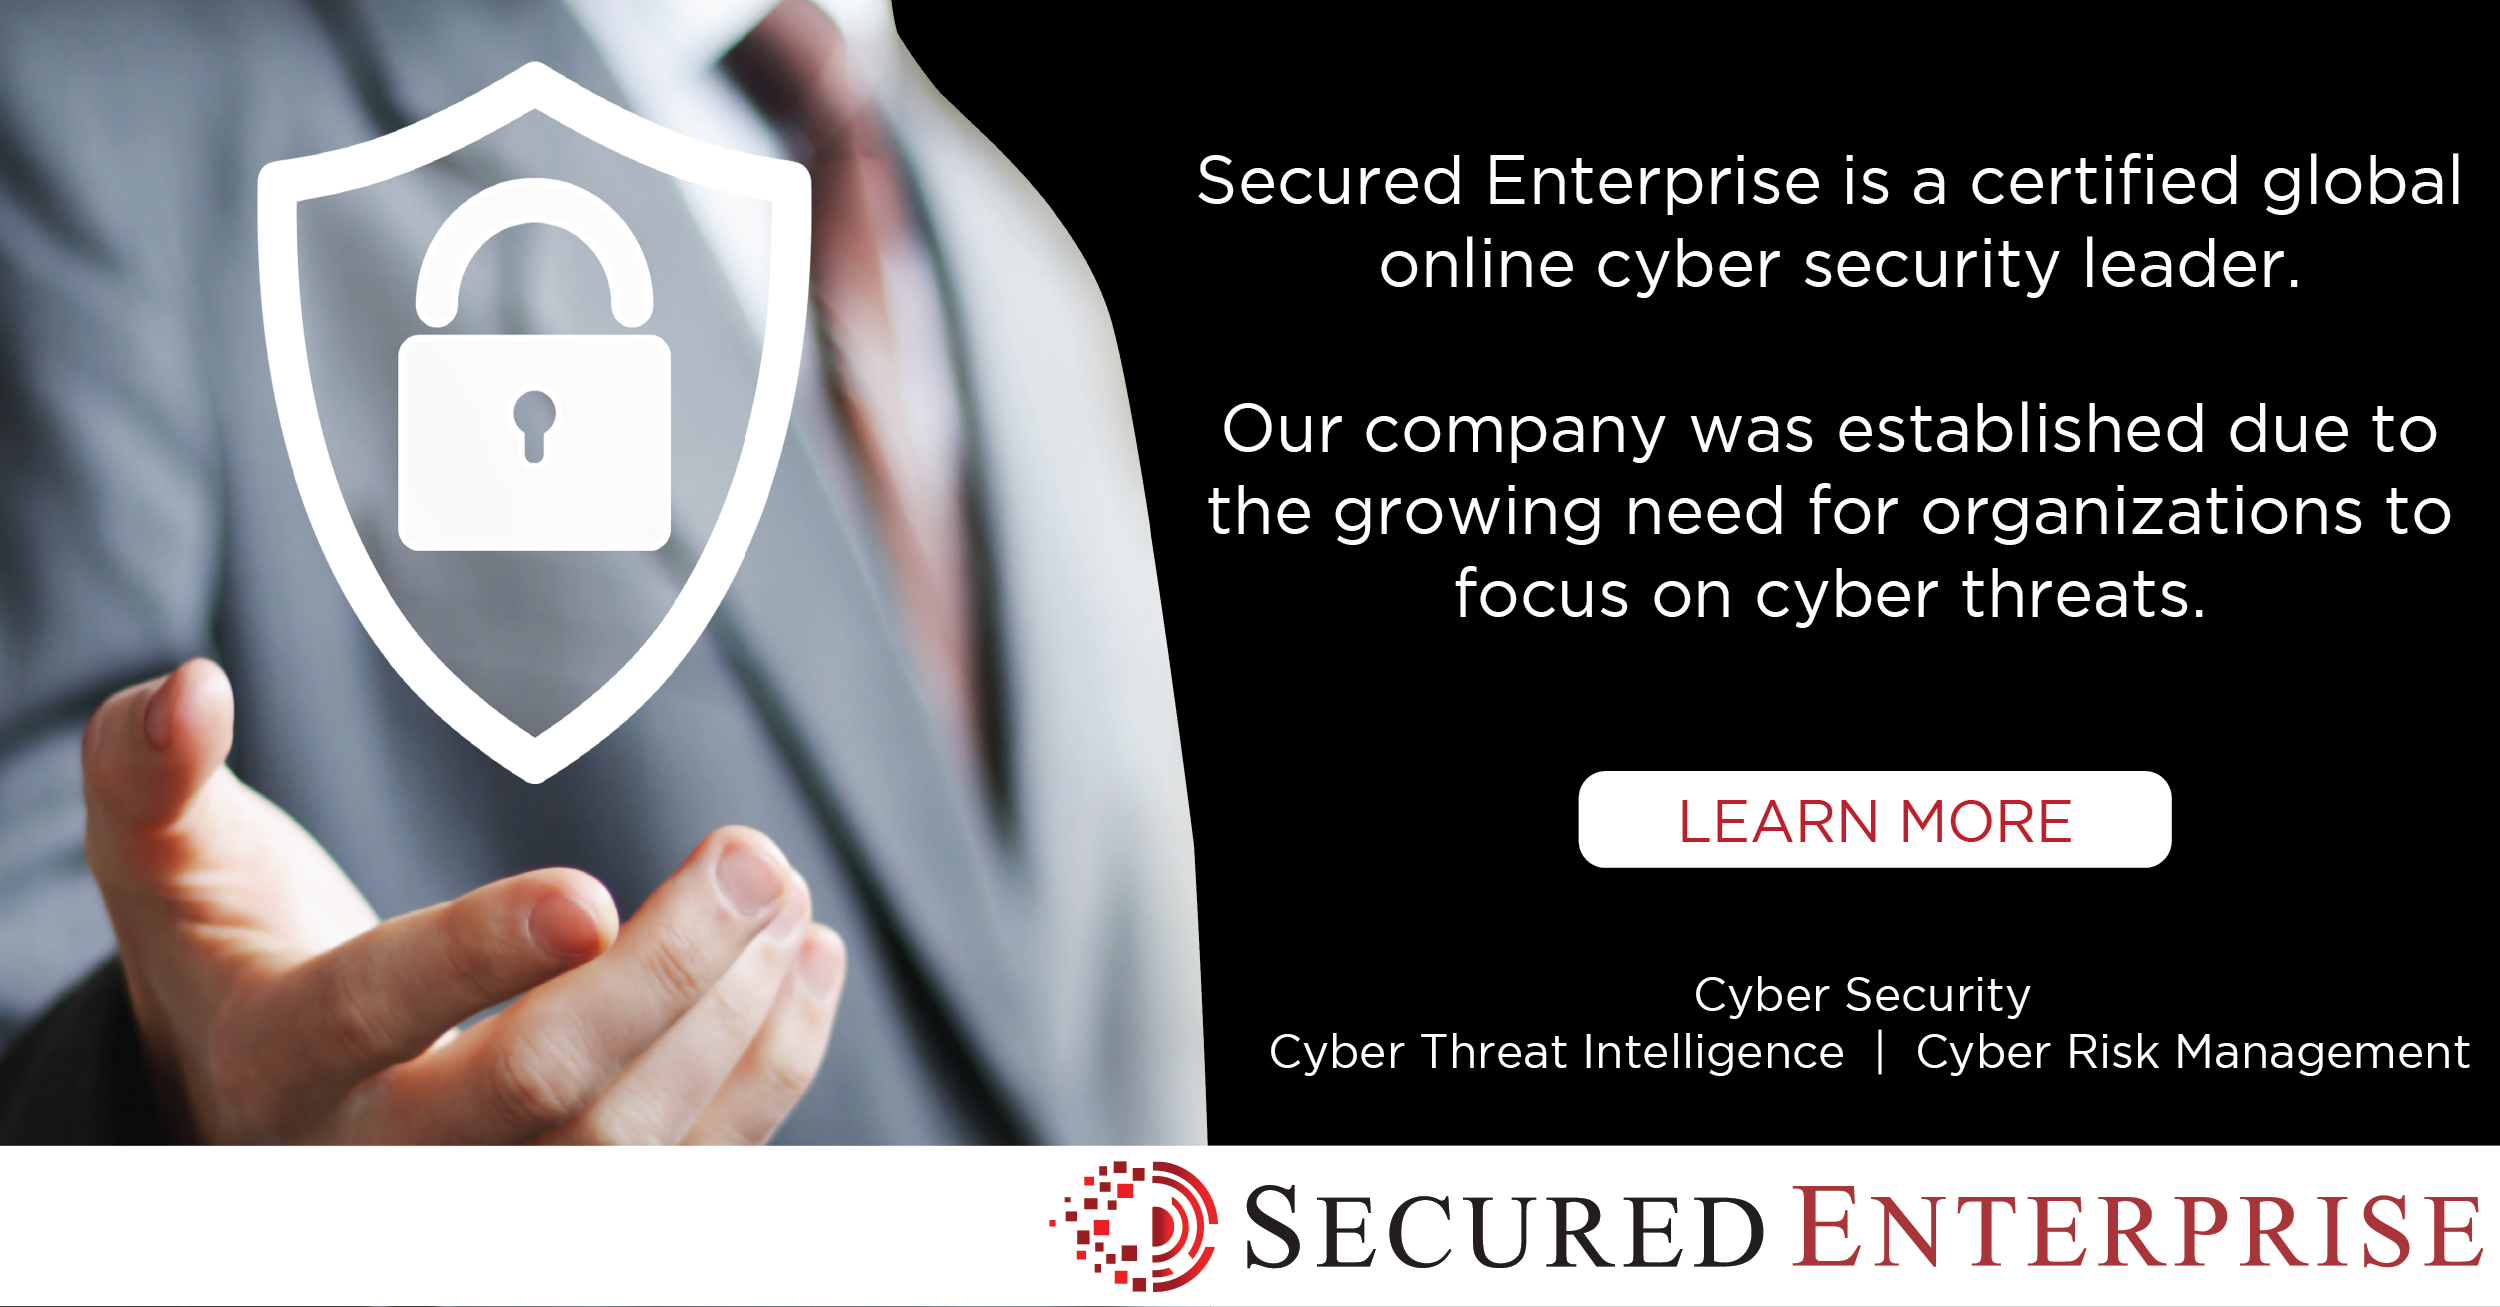 Secured Enterprise is a certified global
online cyber security leader.
Our company was established due to
the growing need for organizations to
focus on cyber threats.
LEARN MORE
Cyber Security
Cyber Threat Intelligence | Cyber Risk Management
SECURED ENTERPRISE